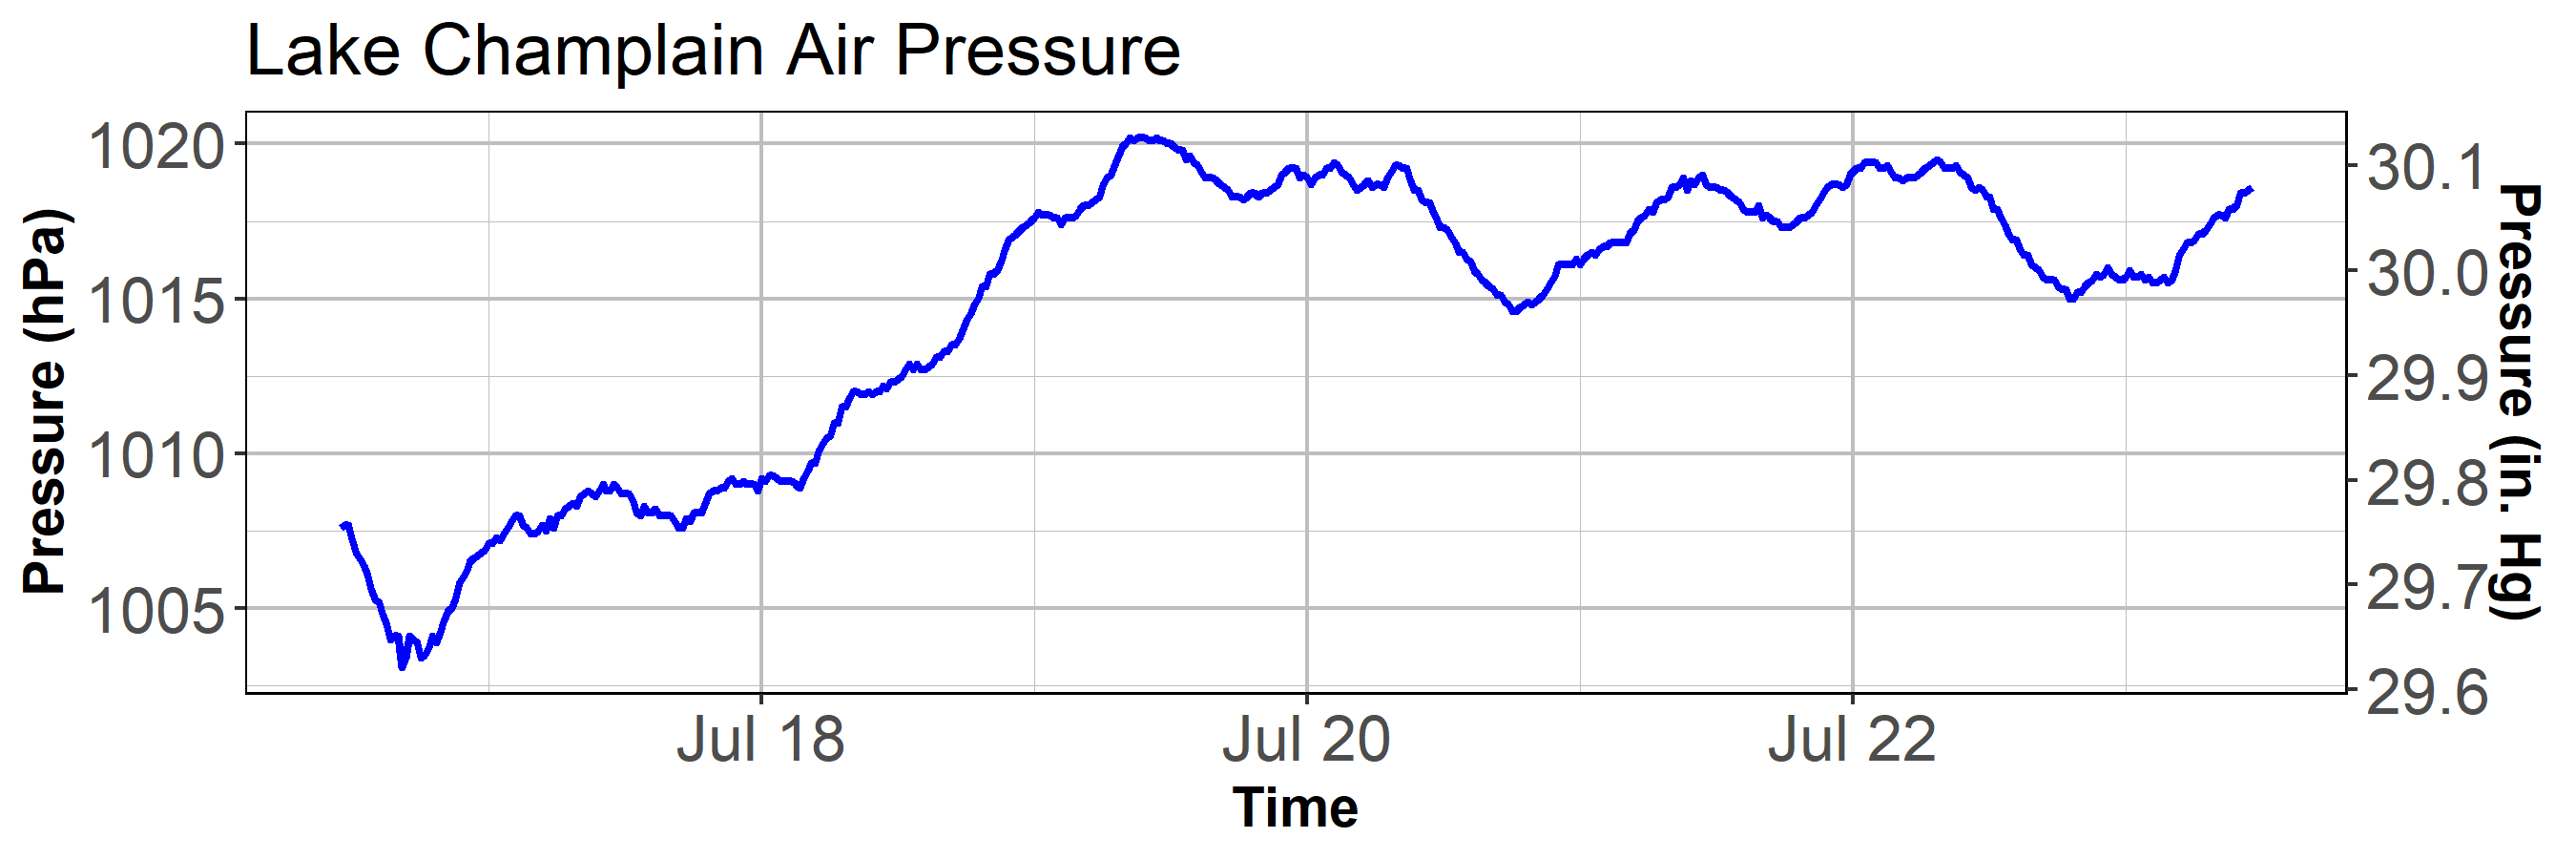 Lake Champlain Air Pressure
Pressure (hPa)
1020
1015
1010
1005
30.1
30.0
29.9
29.8
29.7
29.6
Pressure (in. Hg)
Jul 18
Jul 20
Jul 22
Time